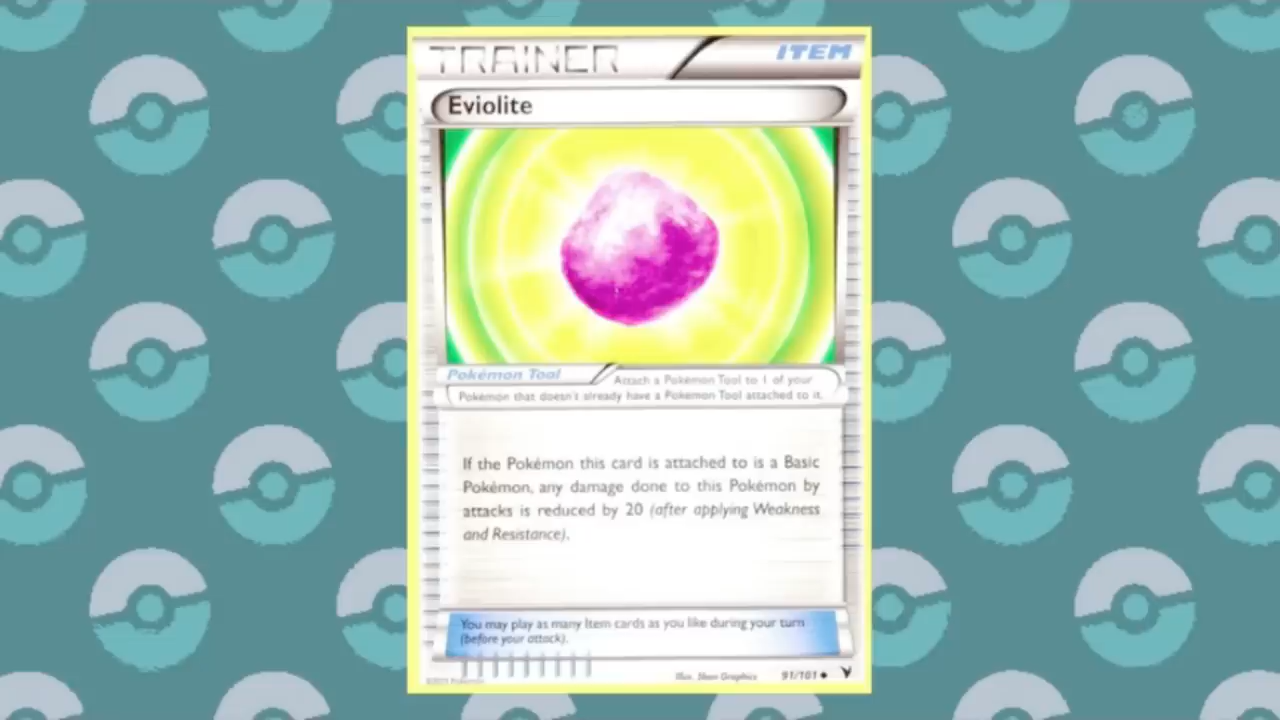 TRAINER
ITEM
Eviolite
Pokémon Tool
Attach a Pokémon Tool to 1 of your
Pokémon that doesn't already have a Pokémon Tool attached to it.
If the Pokémon this card is attached to is a Basic
Pokémon, any damage done to this Pokémon by
attacks is reduced by 20 (after applying Weakness
and Resistance).
You may play as many Item cards as you like during your turn
(before your attack).
Illus. Shon Graphics 91/101